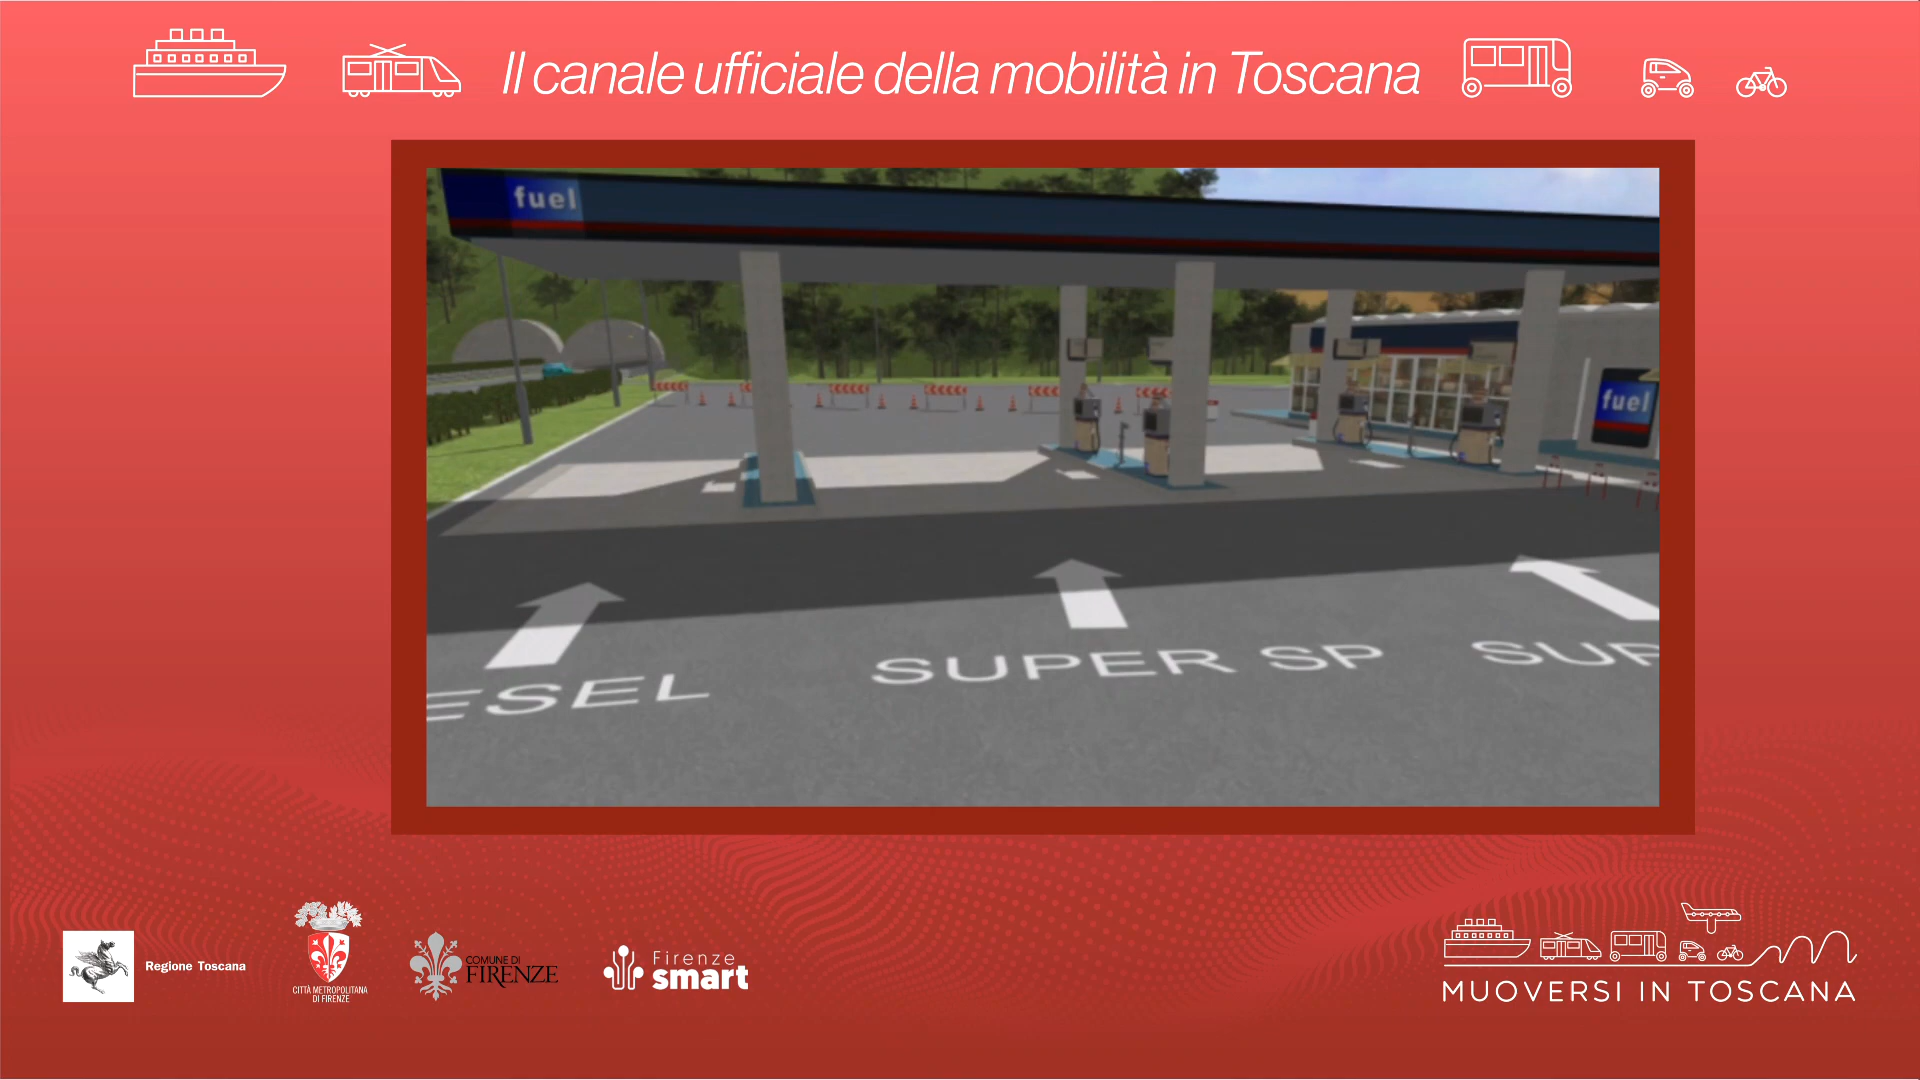 Il canale ufficiale della mobilità in Toscana
fuel
fuel
ESEL
SUPER SP
SUP
Regione Toscana
CITTÀ METROPOLITANA
DI FIRENZE
COMUNE DI
FIRENZE
Firenze
smart
MUOVERSI IN TOSCANA